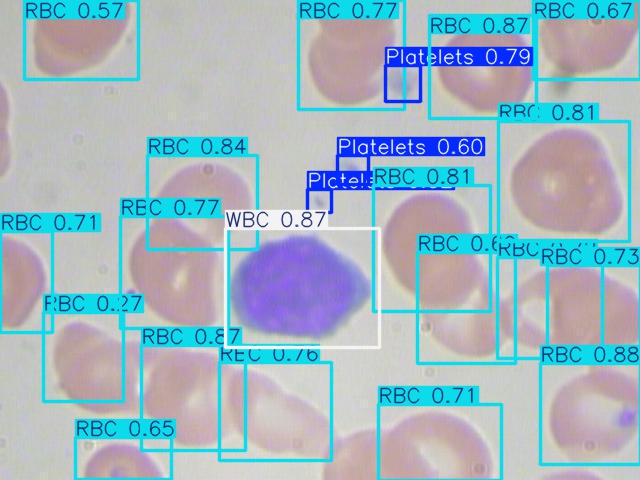 RBC 0.57
RBC 0.77
RBC 0.87
RBC 0.67
Platelets 0.79
RBC 0.81
RBC 0.84
Platelets 0.60
RBC 0.81
RBC 0.77
RBC 0.71
WBC 0.87
RBC
RBC 0.73
RBC 0.87
RBC 0.76
RBC 0.88
RBC 0.71
RBC 0.65